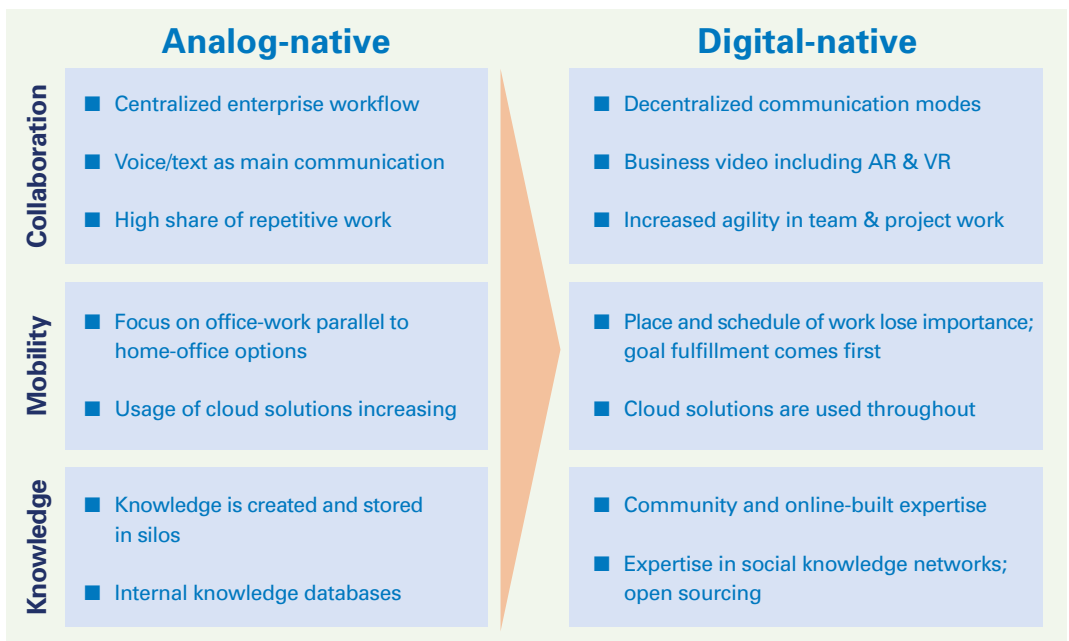 Analog-native
Digital-native
Collaboration
■ Centralized enterprise workflow
■ Voice/text as main communication
■ High share of repetitive work
■ Decentralized communication modes
■ Business video including AR & VR
■ Increased agility in team & project work
Mobility
■ Focus on office-work parallel to
home-office options
■ Usage of cloud solutions increasing
■ Place and schedule of work lose importance;
goal fulfillment comes first
■ Cloud solutions are used throughout
Knowledge
■ Knowledge is created and stored
in silos
■ Internal knowledge databases
■ Community and online-built expertise
■ Expertise in social knowledge networks;
open sourcing